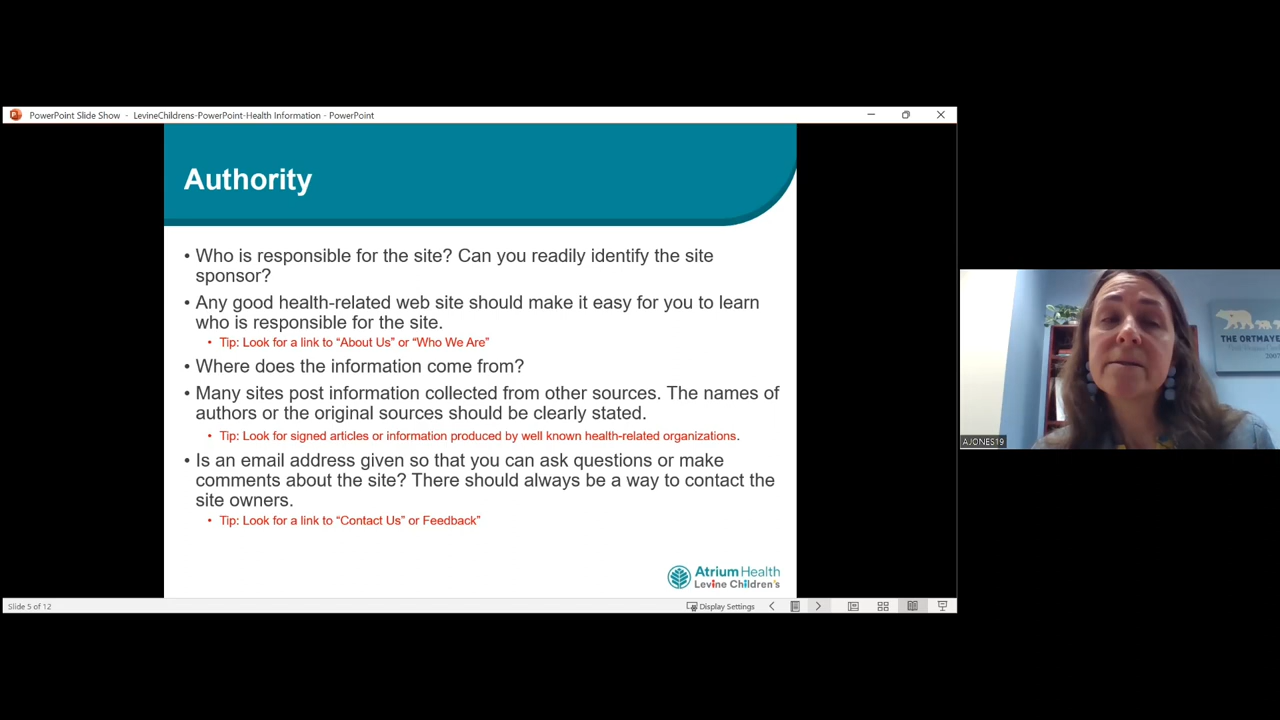 PowerPoint Slide Show - LevineChildrens-PowerPoint-Health Information - PowerPoint
Authority
• Who is responsible for the site? Can you readily identify the site
sponsor?
• Any good health-related web site should make it easy for you to learn
who is responsible for the site.
• Tip: Look for a link to “About Us” or “Who We Are”
• Where does the information come from?
• Many sites post information collected from other sources. The names of
authors or the original sources should be clearly stated.
• Tip: Look for signed articles or information produced by well known health-related organizations.
• Is an email address given so that you can ask questions or make
comments about the site? There should always be a way to contact the
site owners.
• Tip: Look for a link to “Contact Us” or Feedback”
Atrium Health
Levine Children's
Slide 5 of 12
Display Settings
THE ORTMAYE
2007
AJONES19